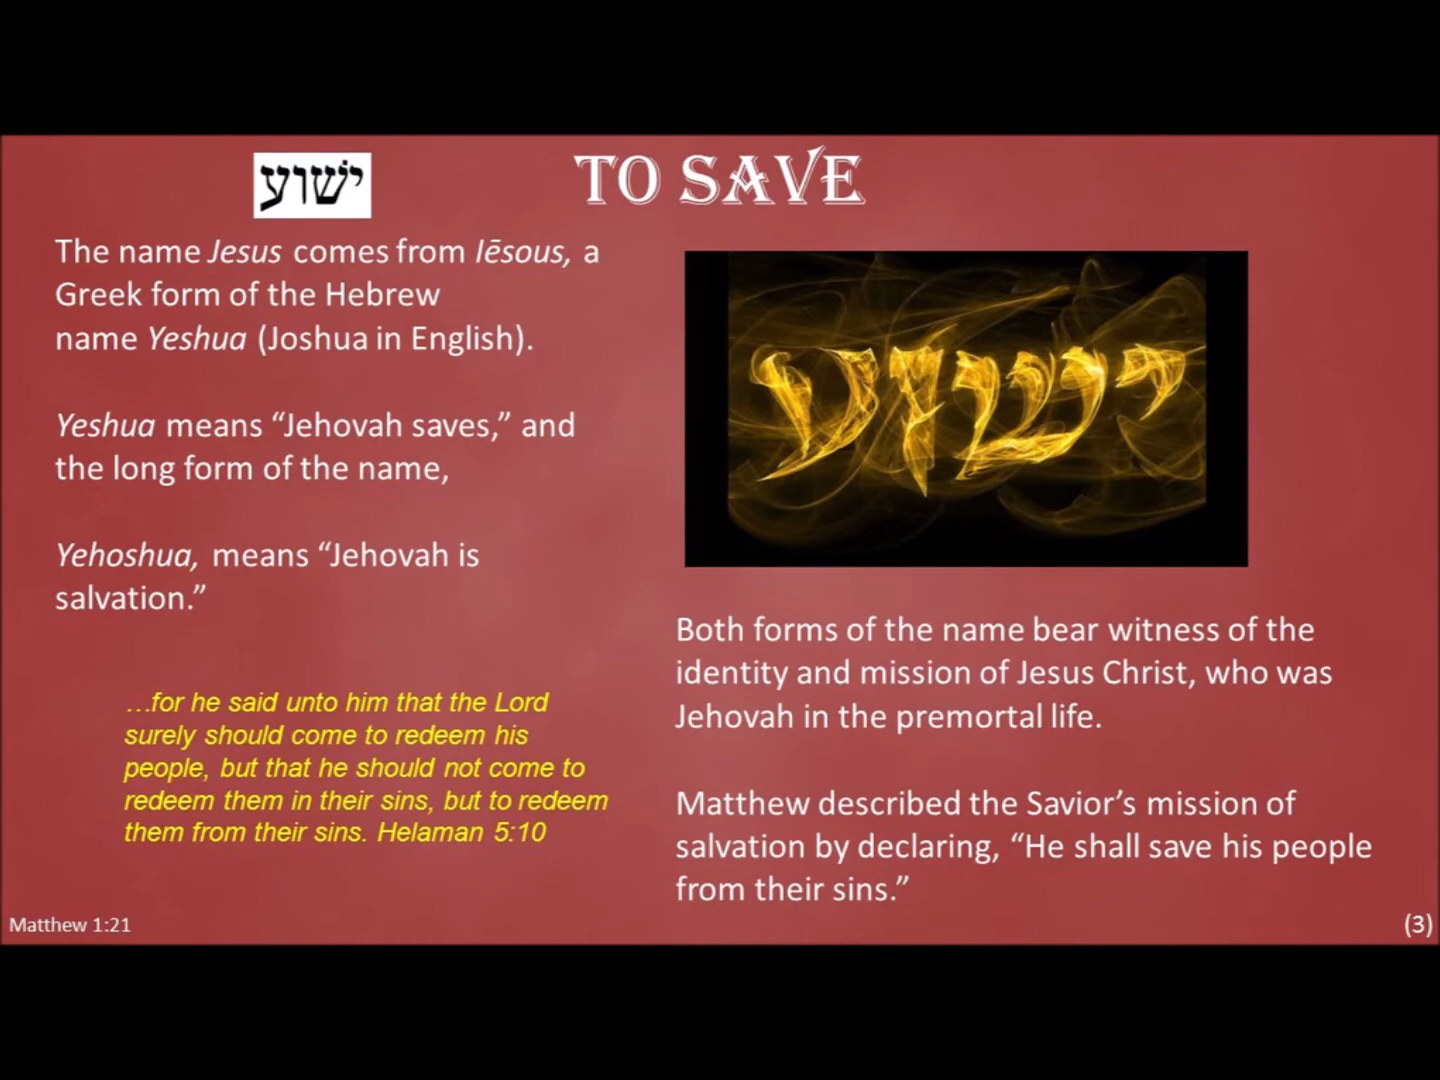 ישׁוע
TO SAVE
The name Jesus comes from Iēsous, a
Greek form of the Hebrew
name Yeshua (Joshua in English).
Yeshua means “Jehovah saves,” and
the long form of the name,
Yehoshua, means “Jehovah is
salvation.”
…for he said unto him that the Lord
surely should come to redeem his
people, but that he should not come to
redeem them in their sins, but to redeem
them from their sins. Helaman 5:10
Matthew 1:21
ישוע
Both forms of the name bear witness of the
identity and mission of Jesus Christ, who was
Jehovah in the premortal life.
Matthew described the Savior’s mission of
salvation by declaring, “He shall save his people
from their sins.”
(3)